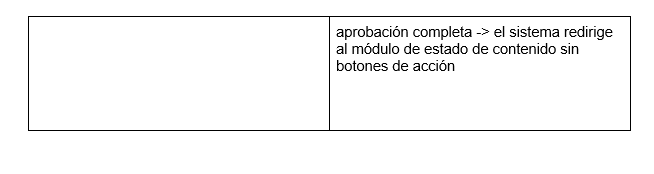 aprobación completa -> el sistema redirige
al módulo de estado de contenido sin
botones de acción